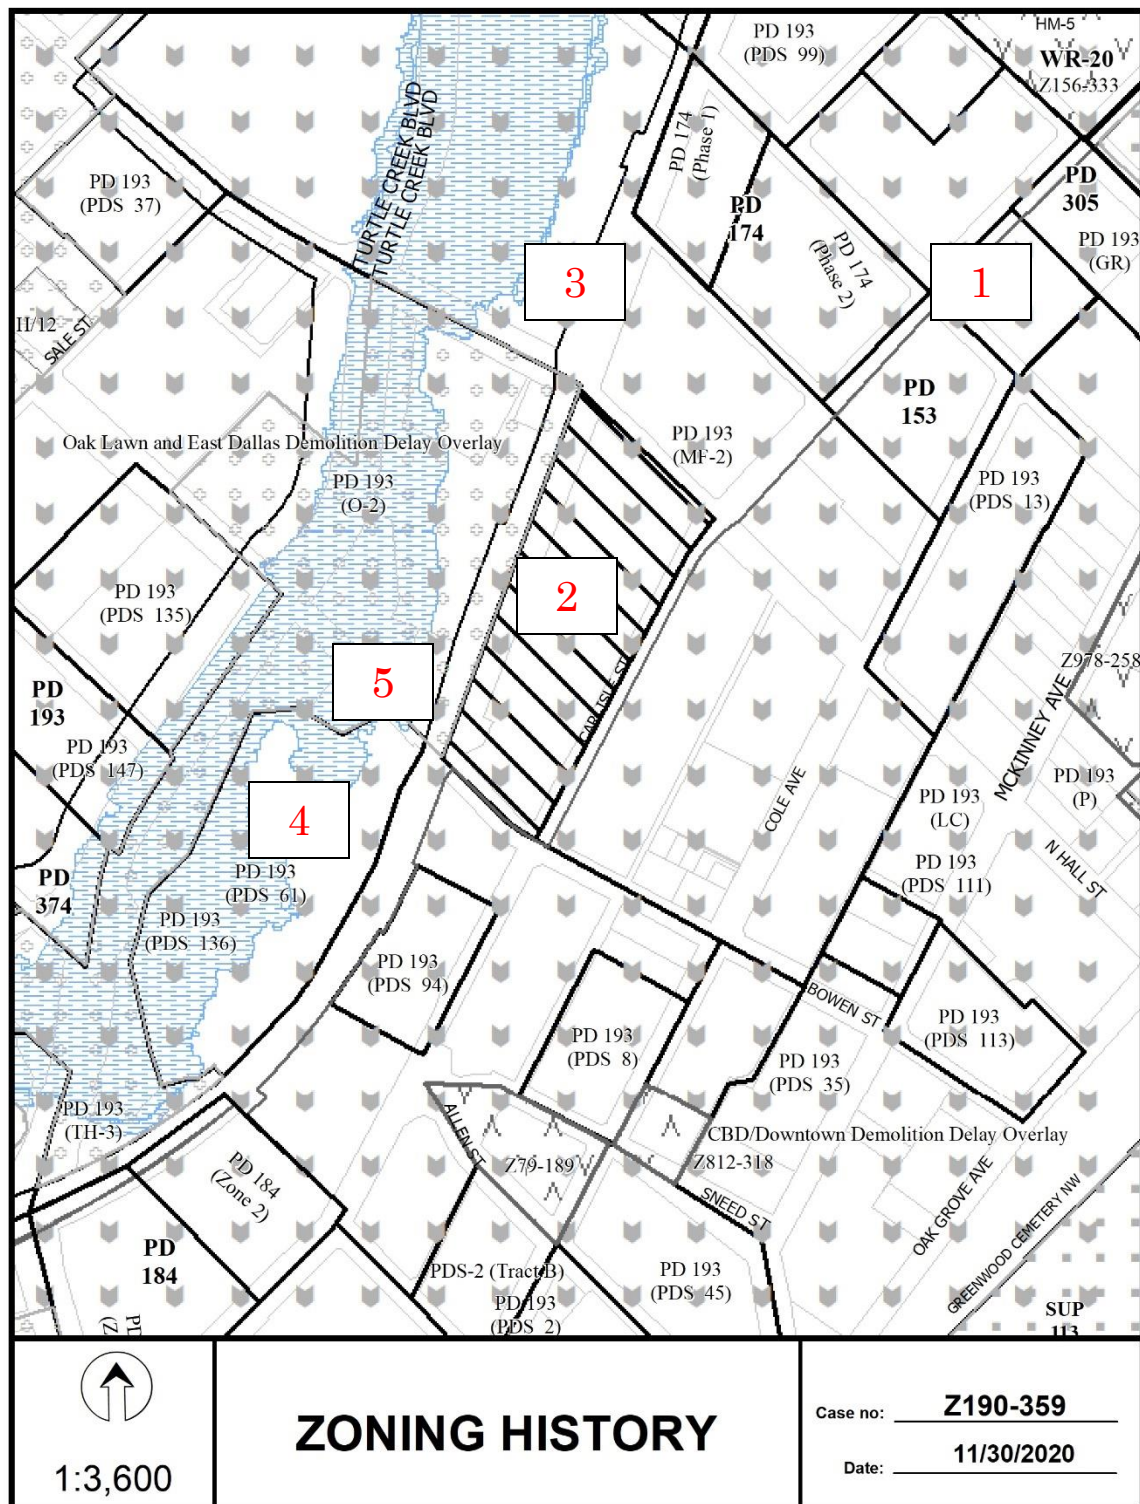 HM-5
PD 193
(PDS 99)
WR-20
Z156-333
TURTLE CREEK BLVD
TURTLE CREEK BLVD
PD 174
(Phase 1)
PD 193
(PDS 37)
PD
305
PD
174
PD 193
(GR)
PD 174
(Phase 2)
3
1
H/12
SALE ST
PD
153
Oak Lawn and East Dallas Demolition Delay Overlay
PD 193
(MF-2)
PD 193
(O-2)
PD 193
(PDS 13)
2
PD 193
(PDS 135)
CARLISLE ST
Z978-258
5
PD
193
PD 193
(PDS 147)
MCKINNEY AVE
PD 193
(P)
COLE AVE
4
PD 193
(LC)
N HALL ST
PD 193
(PDS 61)
PD 193
(PDS 111)
PD
374
PD 193
(PDS 136)
PD 193
(PDS 94)
BOWEN ST
PD 193
(PDS 113)
PD 193
(PDS 8)
PD 193
(PDS 35)
PD 193
(TH-3)
ALLEN ST
CBD/Downtown Demolition Delay Overlay
Z79-189
Z812-318
PD 184
(Zone 2)
SNEED ST
OAK GROVE AVE
GREENWOOD CEMETERY NW
PD
184
PDS-2 (Tract B)
PD 193
(PDS 45)
PD 193
(PDS 2)
SUP
113
PD
(Z
1:3,600
ZONING HISTORY
Case no: Z190-359
Date: 11/30/2020